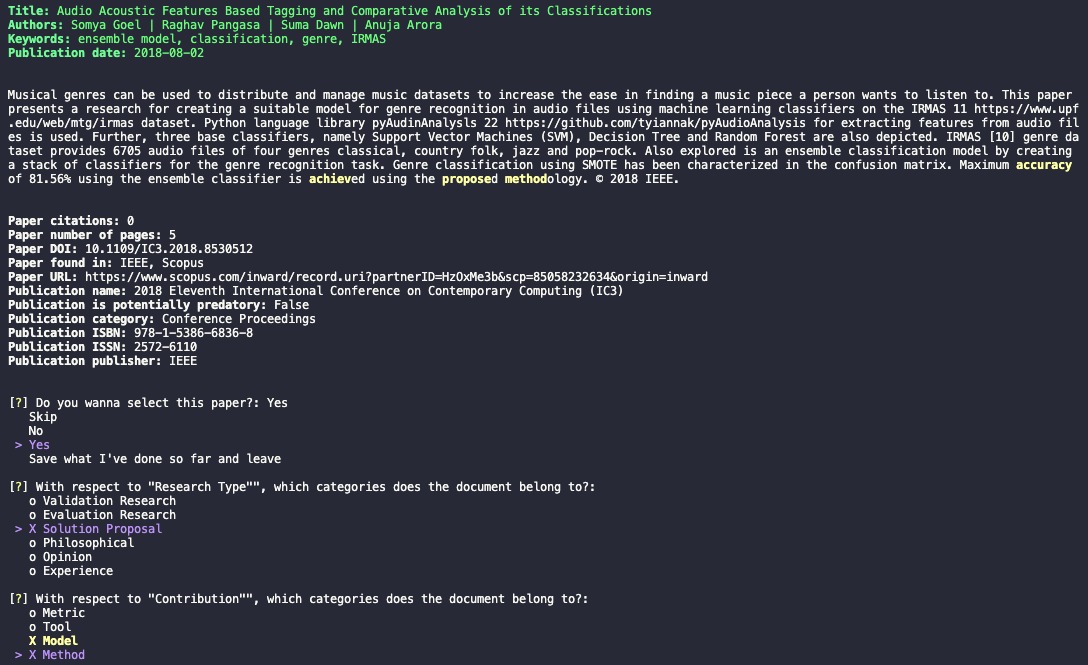 Title: Audio Acoustic Features Based Tagging and Comparative Analysis of its Classifications
Authors: Somya Goel | Raghav Pangasa | Suma Dawn | Anuja Arora
Keywords: ensemble model, classification, genre, IRMAS
Publication date: 2018-08-02
Musical genres can be used to distribute and manage music datasets to increase the ease in finding a music piece a person wants to listen to. This paper
presents a research for creating a suitable model for genre recognition in audio files using machine learning classifiers on the IRMAS 11 https://www.upf
.edu/web/mtg/irmas dataset. Python language library pyAudinAnalysls 22 https://github.com/tyiannak/pyAudioAnalysis for extracting features from audio fil
es is used. Further, three base classifiers, namely Support Vector Machines (SVM), Decision Tree and Random Forest are also depicted. IRMAS [10] genre da
taset provides 6705 audio files of four genres classical, country folk, jazz and pop-rock. Also explored is an ensemble classification model by creating
a stack of classifiers for the genre recognition task. Genre classification using SMOTE has been characterized in the confusion matrix. Maximum accuracy
of 81.56% using the ensemble classifier is achieved using the proposed methodology. © 2018 IEEE.
Paper citations: 0
Paper number of pages: 5
Paper DOI: 10.1109/IC3.2018.8530512
Paper found in: IEEE, Scopus
Paper URL: https://www.scopus.com/inward/record.uri?partnerID=HzOxMe3b&scp=85058232634&origin=inward
Publication name: 2018 Eleventh International Conference on Contemporary Computing (IC3)
Publication is potentially predatory: False
Publication category: Conference Proceedings
Publication ISBN: 978-1-5386-6836-8
Publication ISSN: 2572-6110
Publication publisher: IEEE
[?] Do you wanna select this paper?: Yes
Skip
No
> Yes
Save what I've done so far and leave
[?] With respect to "Research Type"", which categories does the document belong to?:
o Validation Research
o Evaluation Research
> X Solution Proposal
o Philosophical
o Opinion
o Experience
[?] With respect to "Contribution"", which categories does the document belong to?:
o Metric
o Tool
X Model
> X Method